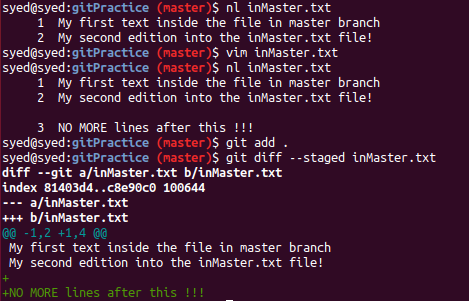 syed@syed:gitPractice (master)$ nl inMaster.txt
     1  My first text inside the file in master branch
     2  My second edition into the inMaster.txt file!
syed@syed:gitPractice (master)$ vim inMaster.txt
syed@syed:gitPractice (master)$ nl inMaster.txt
     1  My first text inside the file in master branch
     2  My second edition into the inMaster.txt file!

     3  NO MORE lines after this !!!
syed@syed:gitPractice (master)$ git add .
syed@syed:gitPractice (master)$ git diff --staged inMaster.txt
diff --git a/inMaster.txt b/inMaster.txt
index 81403d4..c8e90c0 100644
--- a/inMaster.txt
+++ b/inMaster.txt
@@ -1,2 +1,4 @@
 My first text inside the file in master branch
 My second edition into the inMaster.txt file!
+
+NO MORE lines after this !!!